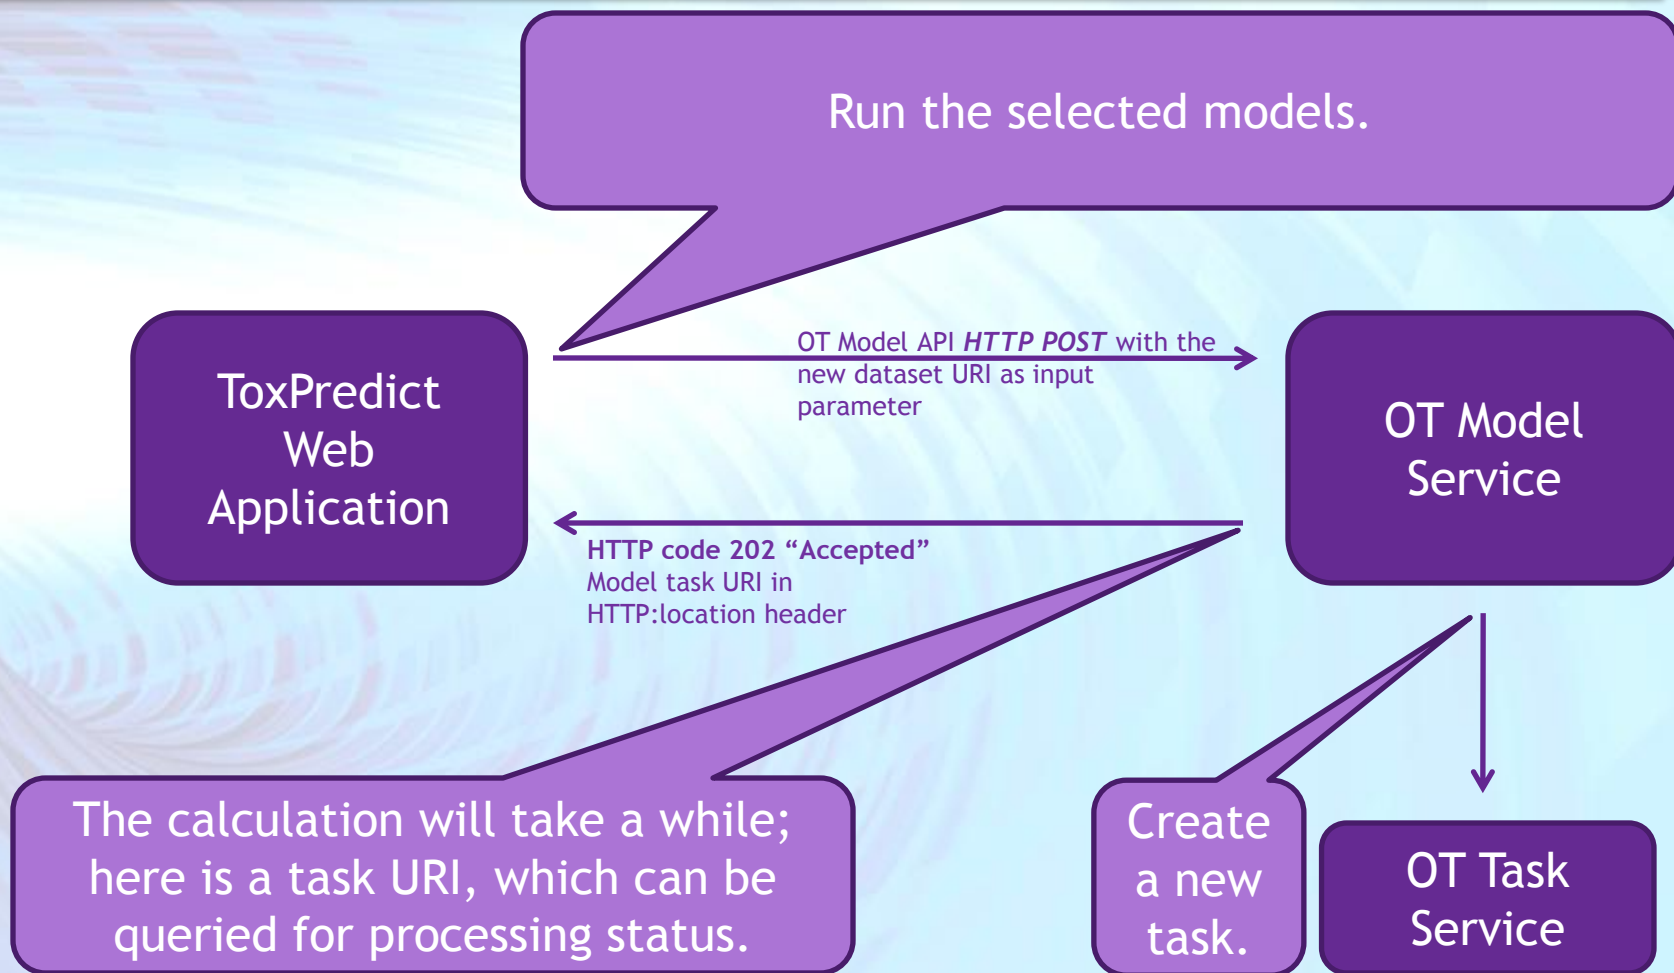 Run the selected models.
OT Model API HTTP POST with the
new dataset URI as input
parameter
ToxPredict
Web
Application
OT Model
Service
HTTP code 202 “Accepted”
Model task URI in
HTTP:location header
The calculation will take a while;
here is a task URI, which can be
queried for processing status.
Create
a new
task.
OT Task
Service